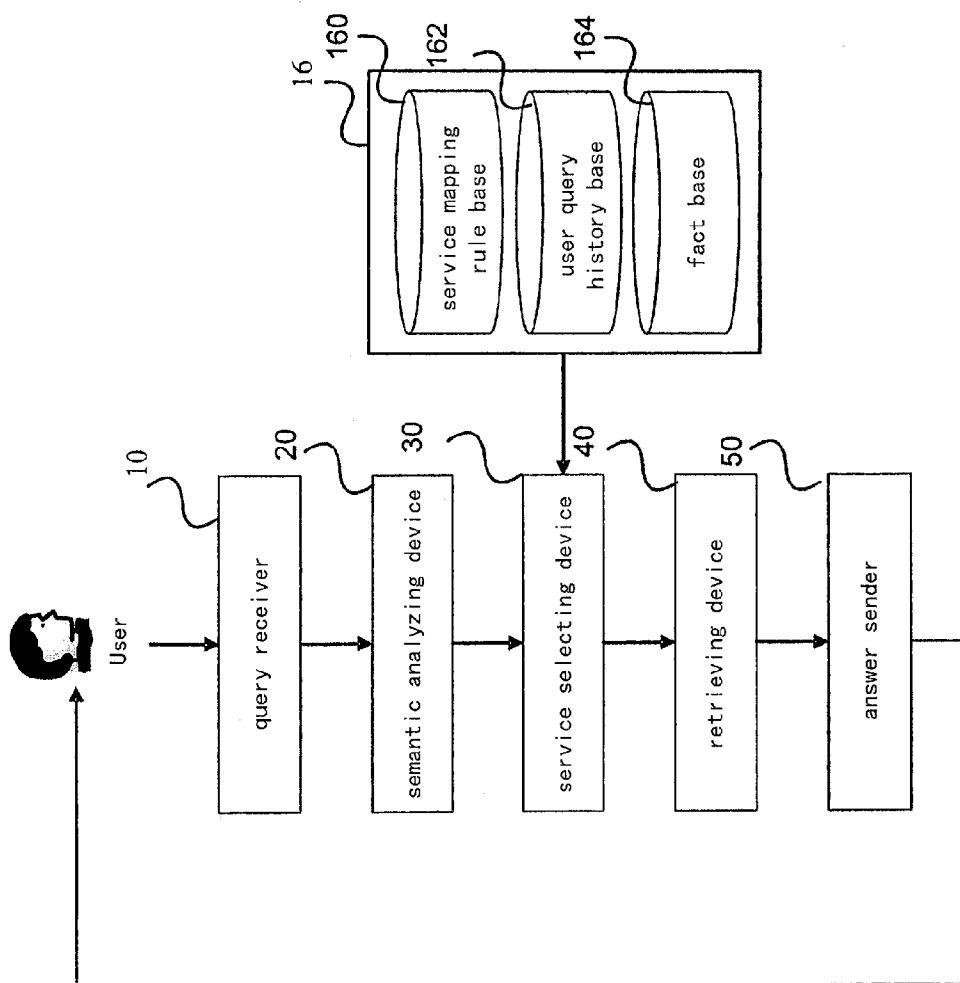 User
10
query receiver
20
semantic analyzing device
30
service selecting device
40
retrieving device
50
answer sender
16
160
service mapping
rule base
162
user query
history base
164
fact base